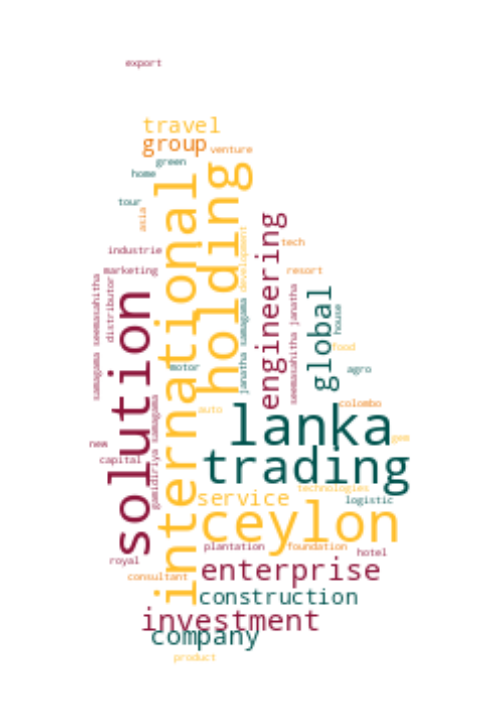 export
travel
group
venture
green
home
tour
asia
international
holding
engineering
development
tech
industrie
marketing
resort
samagama seemasahitha
distributor
solution
janatha samagama
seemasahitha janatha
global
house
food
motor
agro
gamidiriya samagama
auto
colombo
lanka
new
gem
capital
trading
service
technologies
logistic
ceylon
plantation
foundation
hotel
royal
consultant
enterprise
construction
investment
company
product